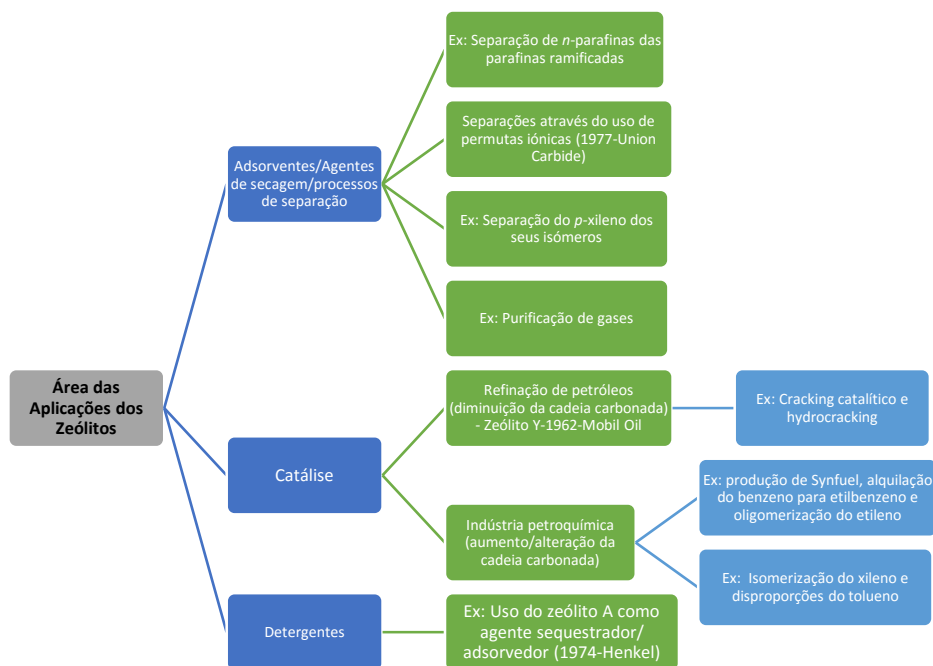 Ex: Separação de n-parafinas das
parafinas ramificadas
Separações através do uso de
permutas iónicas (1977-Union
Carbide)
Adsorventes/Agentes
de secagem/processos
de separação
Ex: Separação do p-xileno dos
seus isómeros
Ex: Purificação de gases
Área das
Aplicações dos
Zeólitos
Refinação de petróleos
(diminuição da cadeia carbonada)
- Zeólito Y-1962-Mobil Oil
Ex: Cracking catalítico e
hydrocracking
Catálise
Ex: produção de Synfuel, alquilação
do benzeno para etilbenzeno e
oligomerização do etileno
Indústria petroquímica
(aumento/alteração da
cadeia carbonada)
Ex: Isomerização do xileno e
disproporções do tolueno
Detergentes
Ex: Uso do zeólito A como
agente sequestrador/
adsorvedor (1974-Henkel)